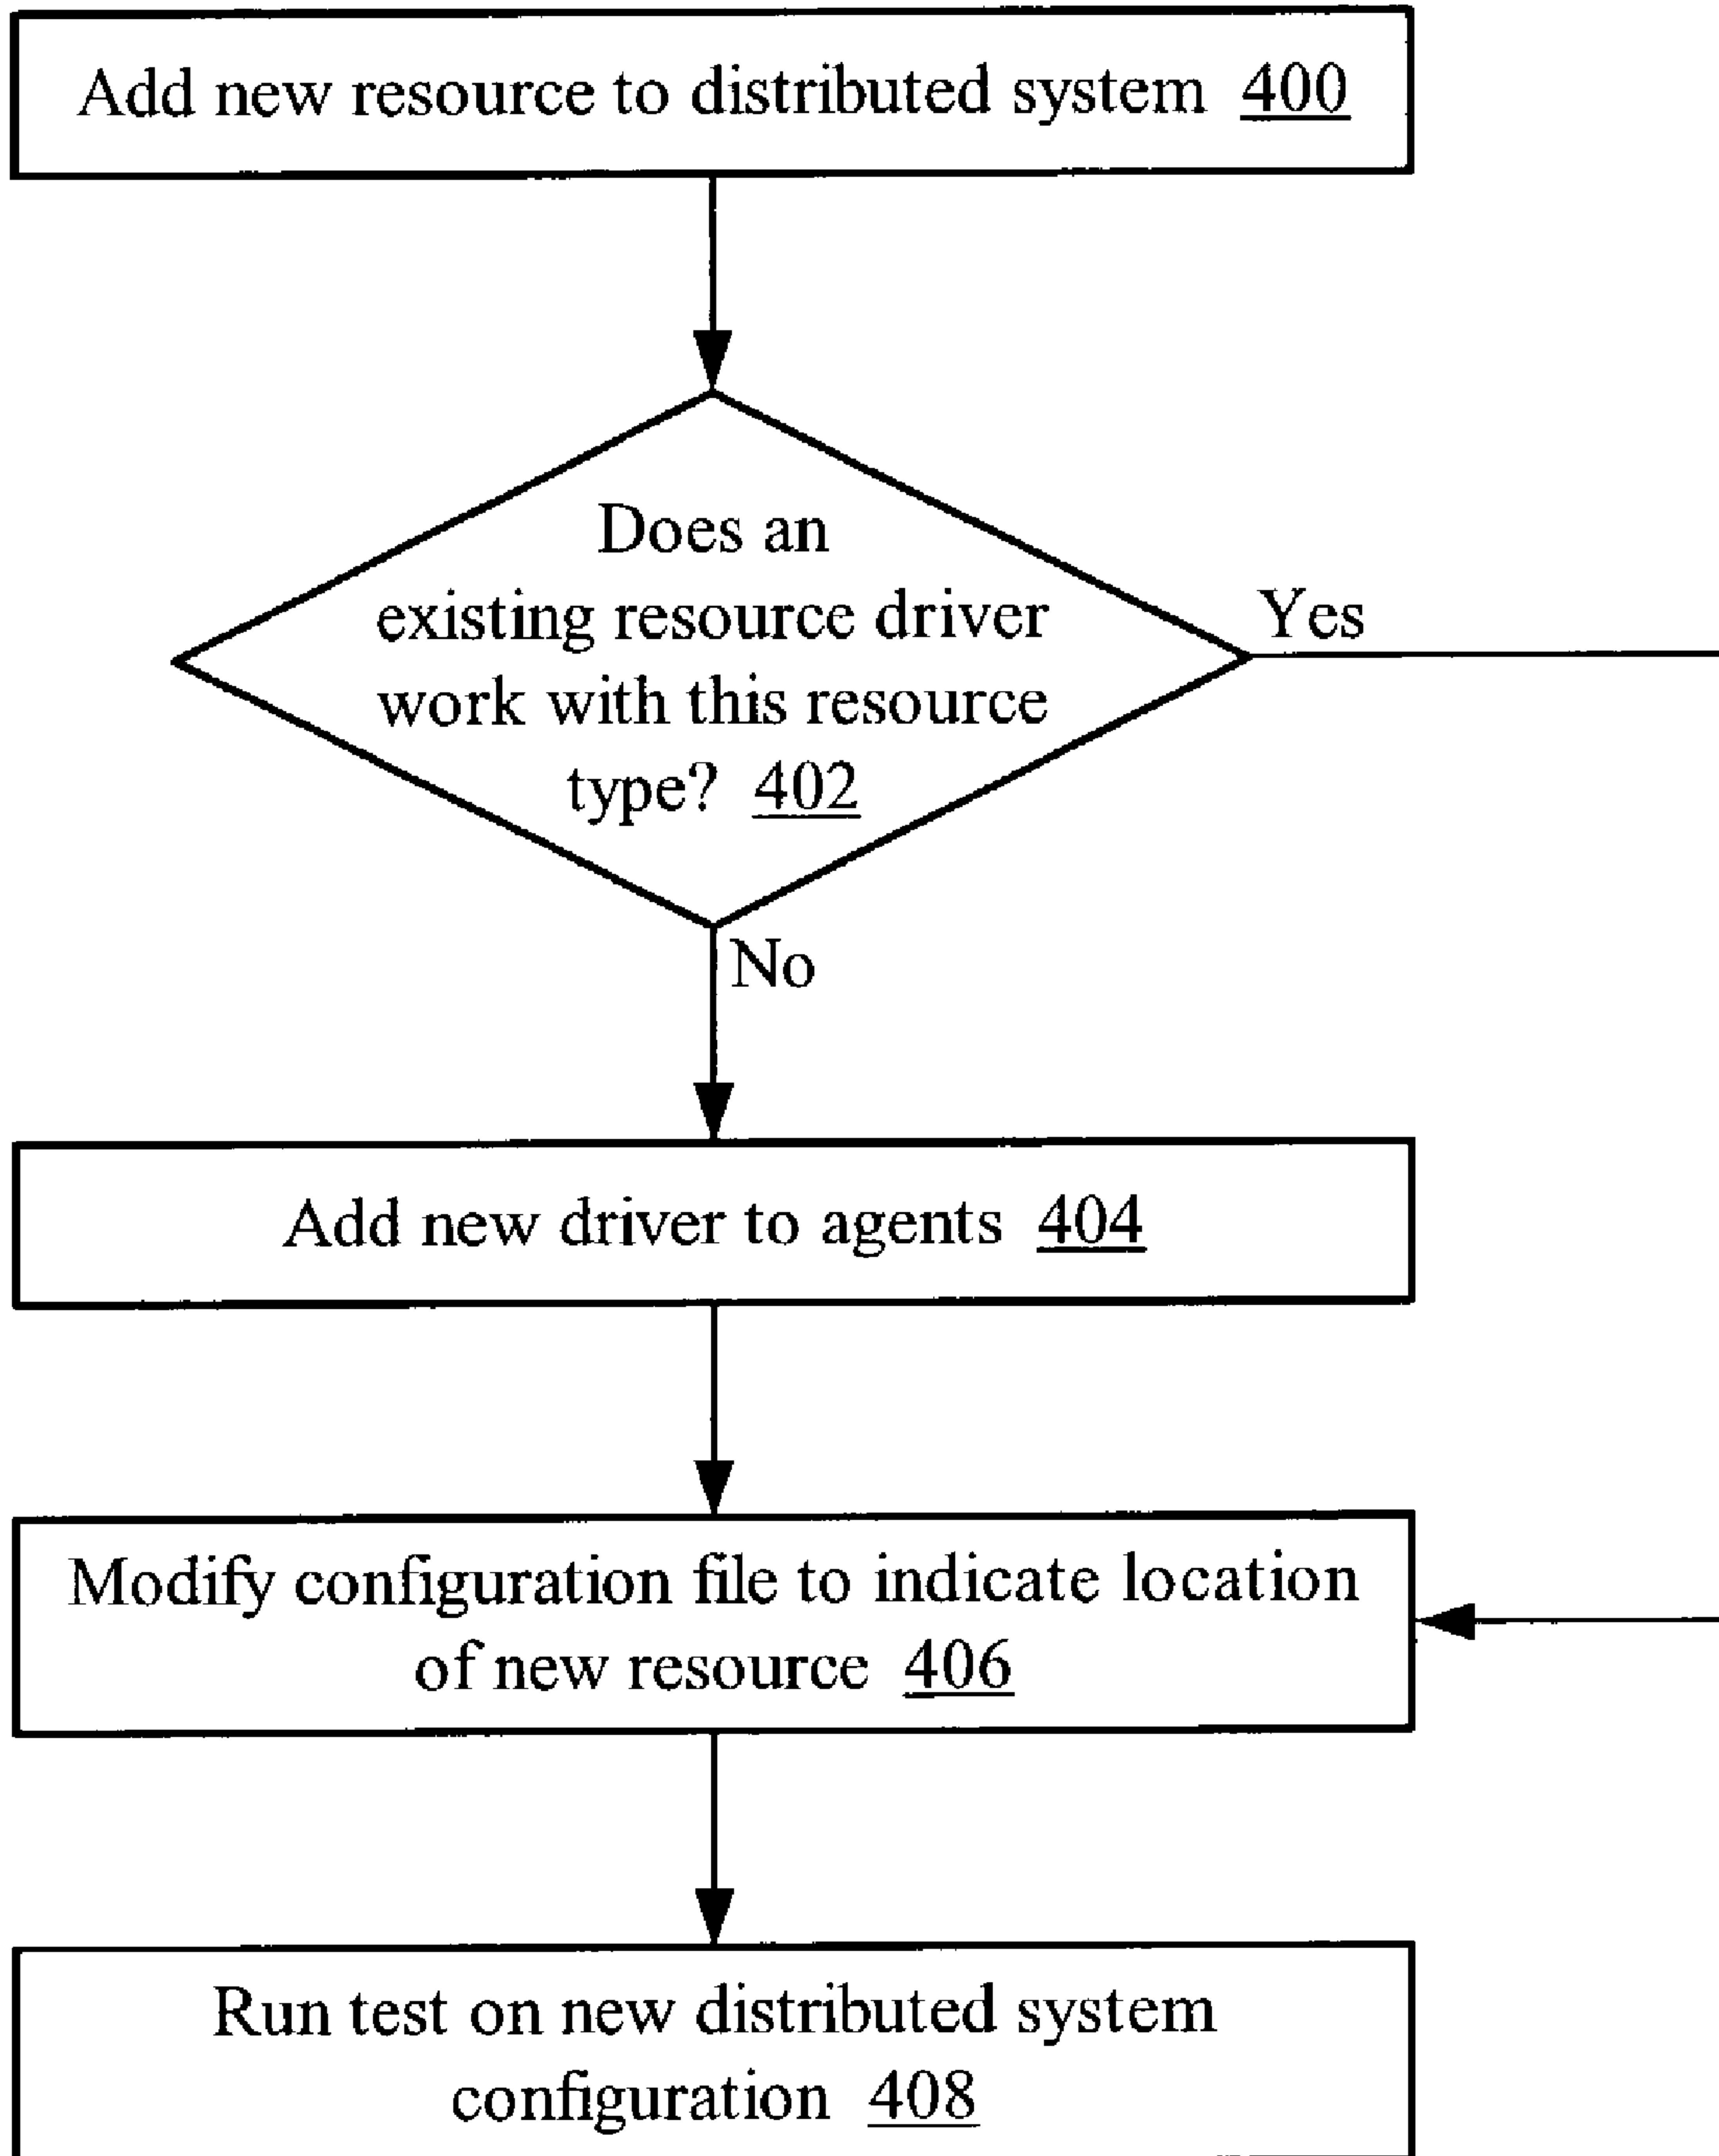 Add new resource to distributed system 400
Does an
existing resource driver
work with this resource
type? 402
Yes
No
Add new driver to agents 404
Modify configuration file to indicate location
of new resource 406
Run test on new distributed system
configuration 408